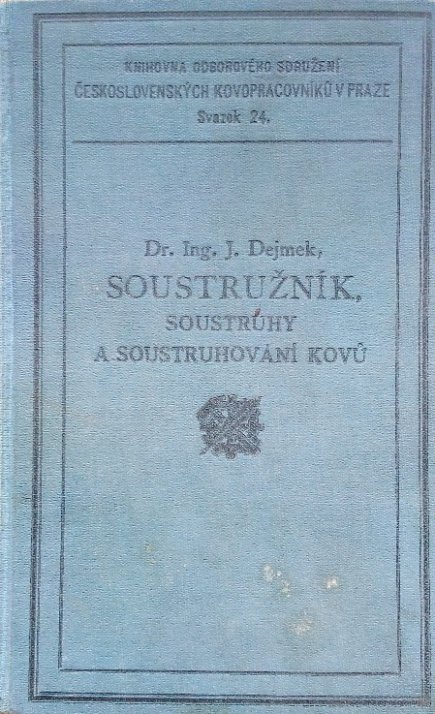 KNIHOVNA ODBOROVÉHO SDRUŽENÍ
ČESKOSLOVENSKÝCH KOVOPRACOVNÍKŮ V PRAZE
Svazek 24.
Dr. Ing. J. Dejmek,
SOUSTRUŽNÍK,
SOUSTRUHY
A SOUSTRUHOVÁNÍ KOVŮ